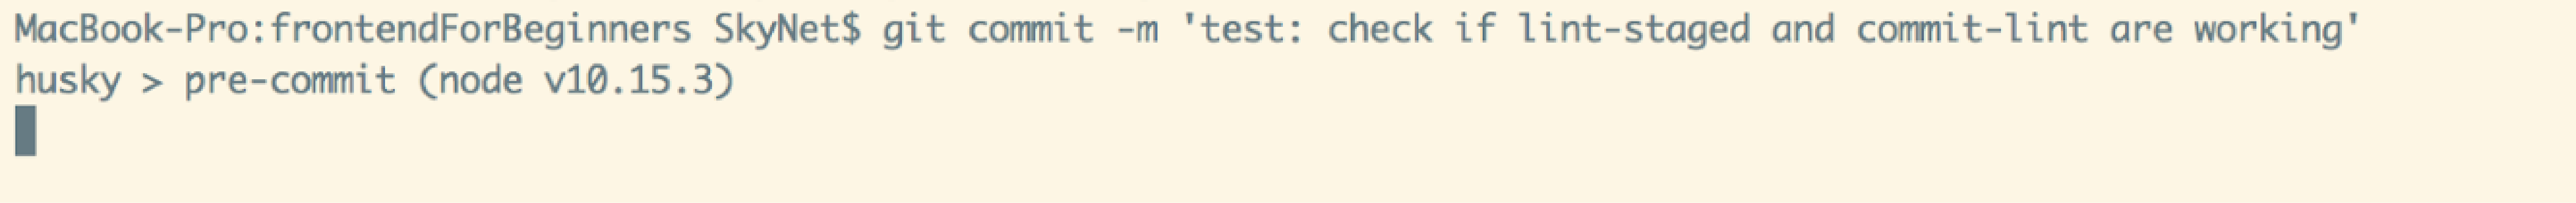 MacBook-Pro:frontendForBeginners SkyNet$ git commit -m 'test: check if lint-staged and commit-lint are working'
husky > pre-commit (node v10.15.3)